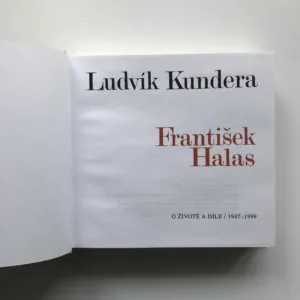 Ludvík Kundera
František
Halas
O ŽIVOTĚ A DÍLE / 1947–1999